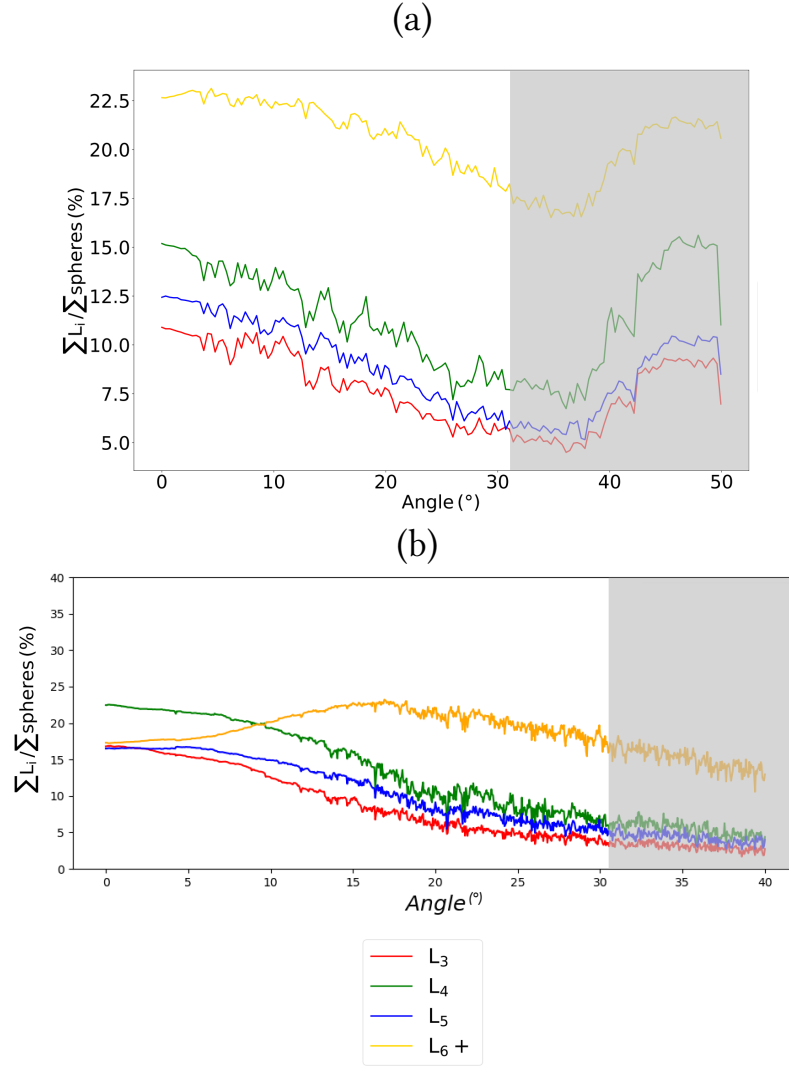 (a)
∑Lᵢ/∑spheres(%)
22.5
20.0
17.5
15.0
12.5
10.0
7.5
5.0
0 10 20 30 40 50
Angle(°)
(b)
∑Lᵢ/∑spheres(%)
40
35
30
25
20
15
10
5
0
0 5 10 15 20 25 30 35 40
Angle(°)
L₃
L₄
L₅
L₆ +